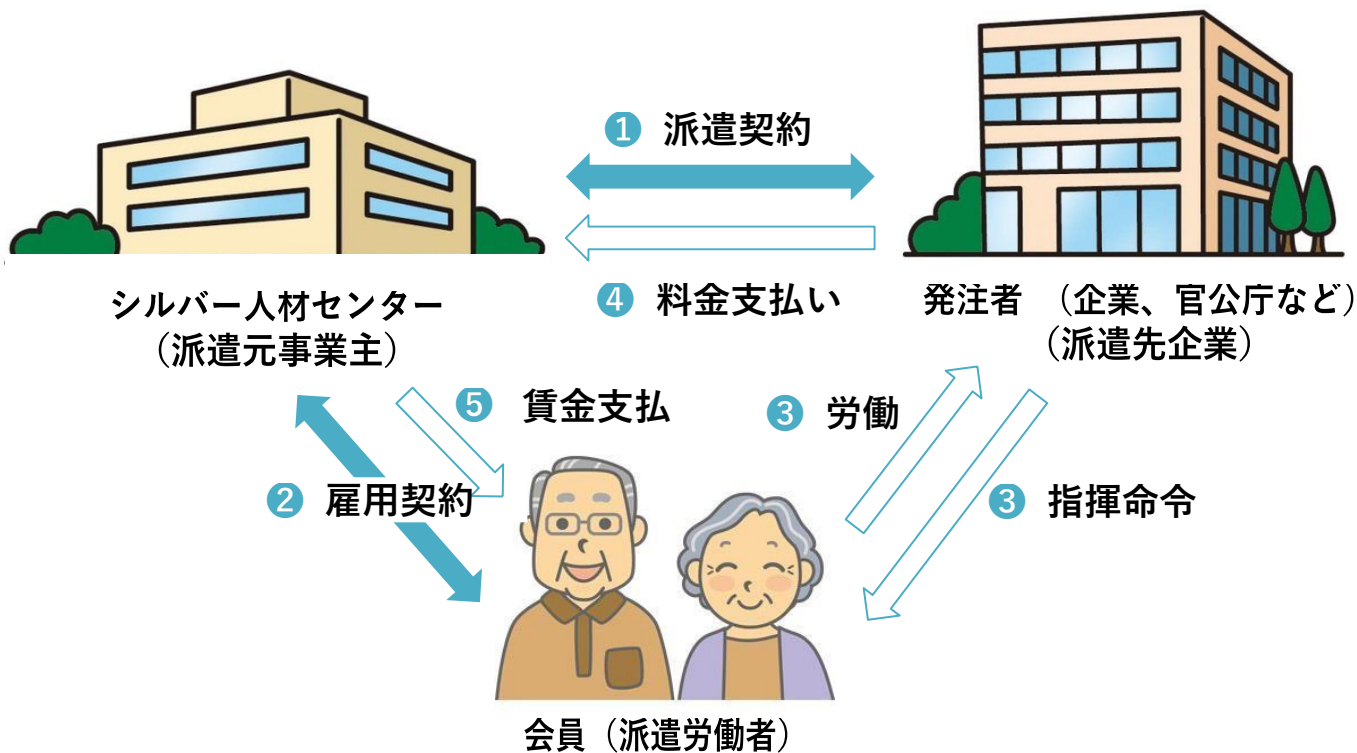 ❶ 派遣契約
❹ 料金支払い
シルバー人材センター
（派遣元事業主）
発注者 （企業、官公庁など）
（派遣先企業）
❺ 賃金支払
❸ 労働
❷ 雇用契約
❸ 指揮命令
会員（派遣労働者）